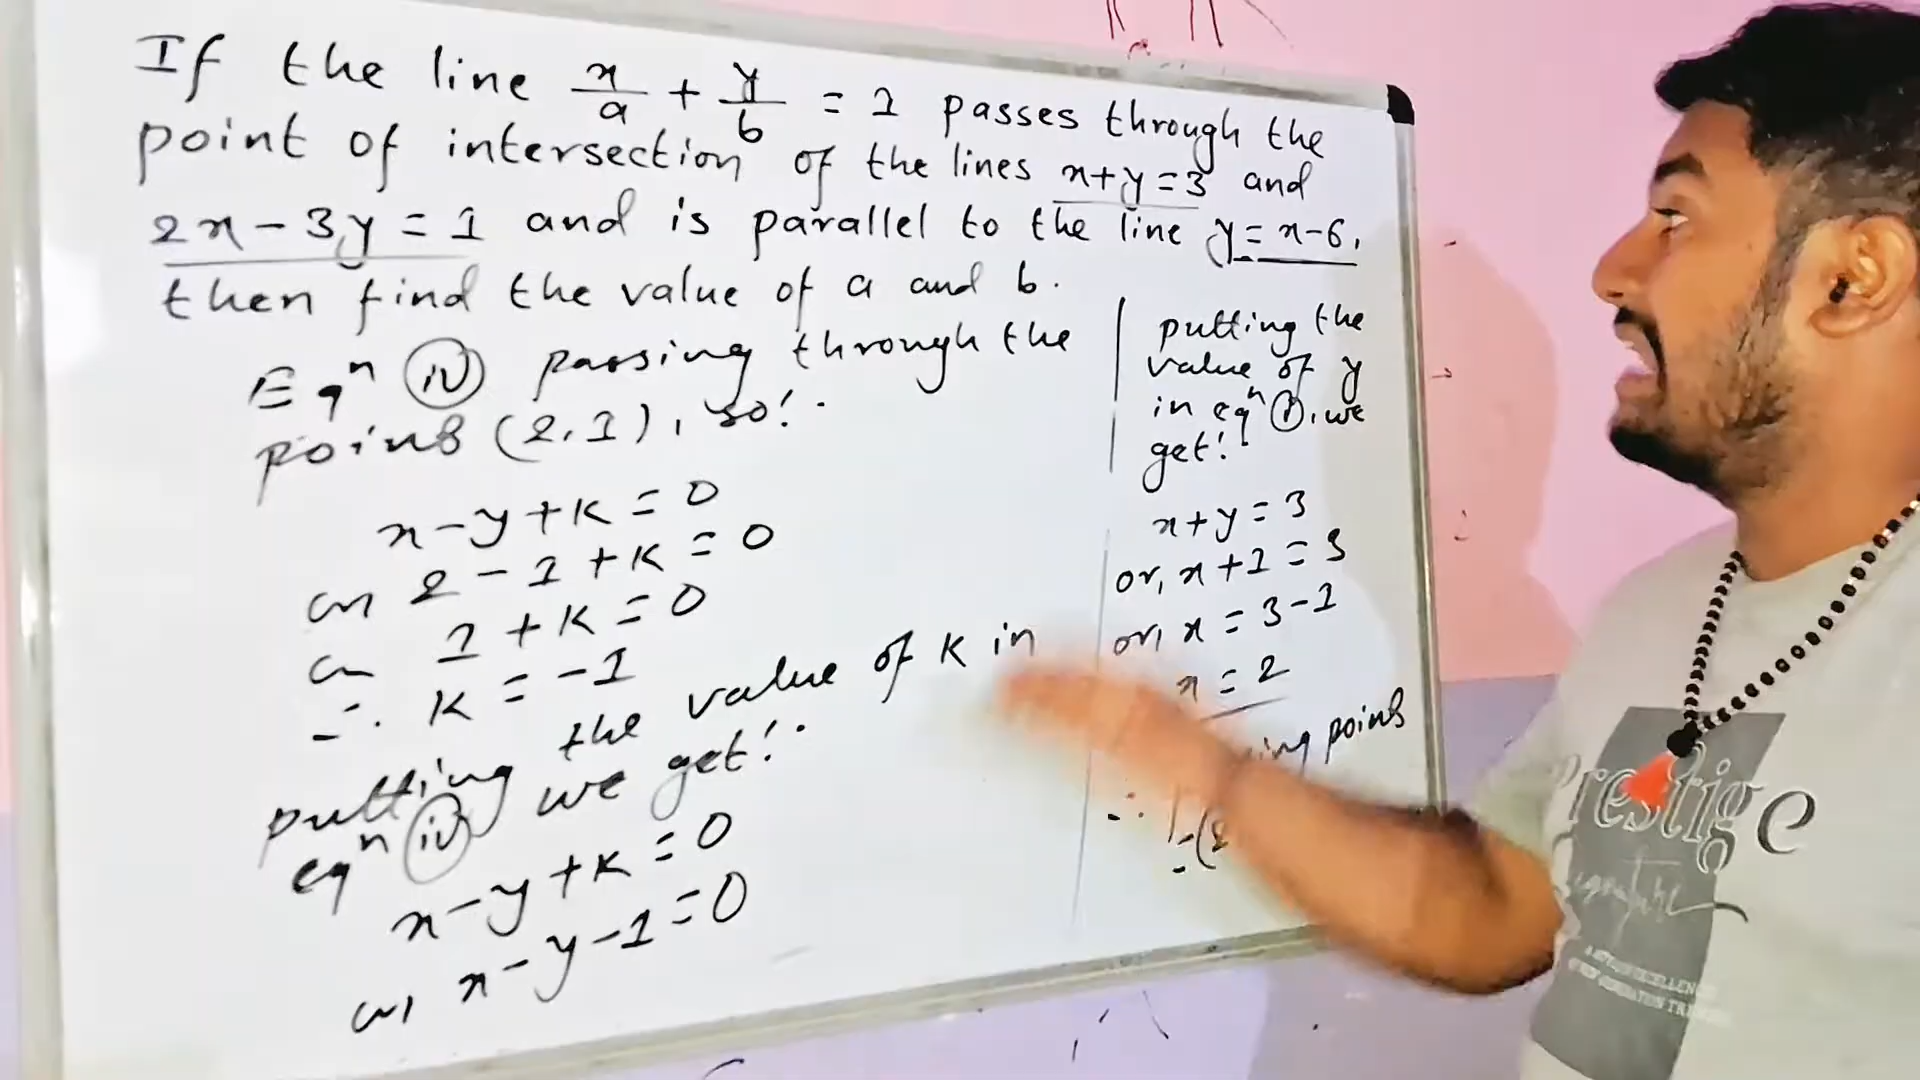 If the line x/a + y/b = 1 passes through the
point of intersection of the lines x+y=3 and
2x-3y=1 and is parallel to the line y=x-6,
then find the value of a and b.
Eqⁿ (iv) passing through the
points (2,1), so:-
x-y+k=0
or 2-1+k=0
or 1+k=0
∴ k=-1
putting the value of k in
eqⁿ (iv) we get:-
x-y+k=0
or, x-y-1=0
putting the
value of y
in eqⁿ (i), we
get:-
x+y=3
or, x+1=3
or, x=3-1
x=2
points
∴
Prestige
Signature